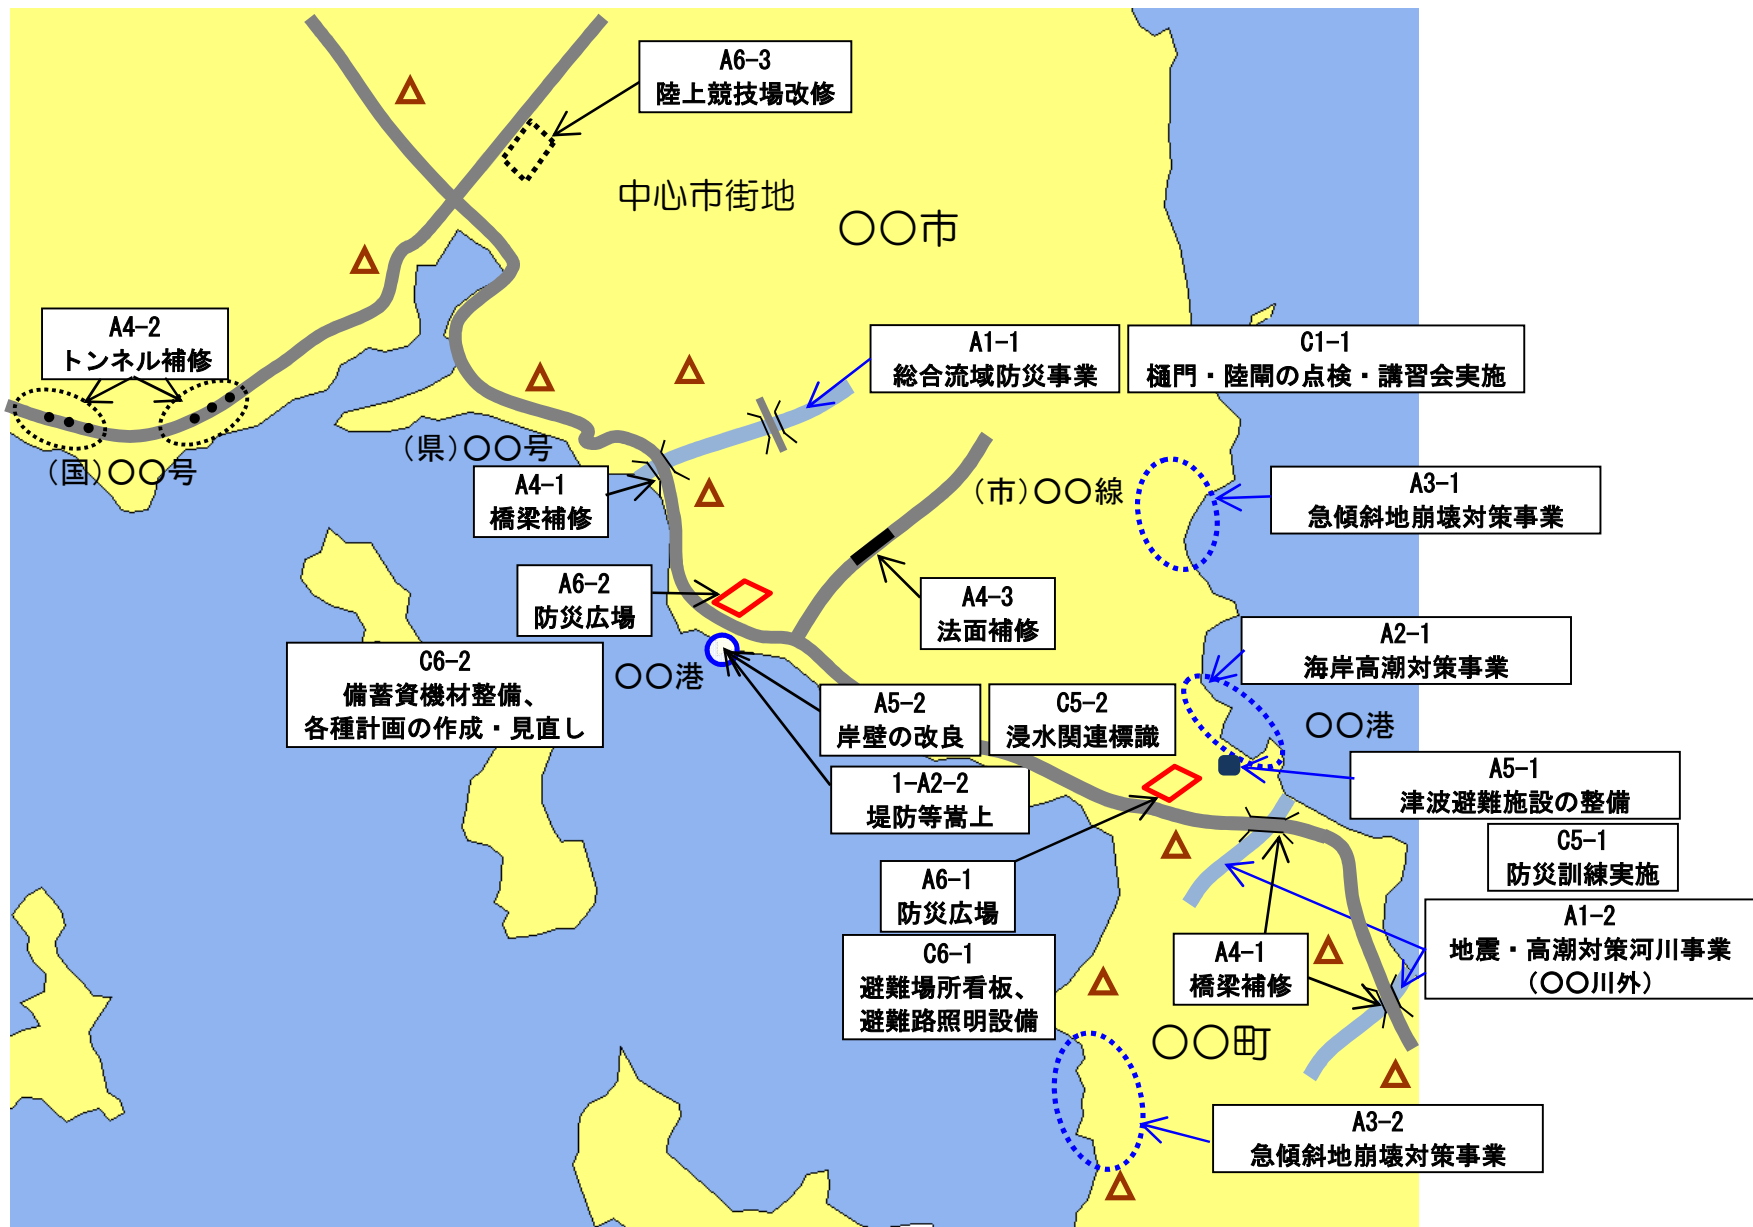 A6-3
陸上競技場改修
中心市街地
〇〇市
A4-2
トンネル補修
A1-1
総合流域防災事業
C1-1
樋門・陸閘の点検・講習会実施
(国)〇〇号
(県)〇〇号
A4-1
橋梁補修
(市)〇〇線
A3-1
急傾斜地崩壊対策事業
A6-2
防災広場
A4-3
法面補修
A2-1
海岸高潮対策事業
C6-2
備蓄資機材整備、
各種計画の作成・見直し
〇〇港
A5-2
岸壁の改良
C5-2
浸水関連標識
〇〇港
1-A2-2
堤防等嵩上
A5-1
津波避難施設の整備
C5-1
防災訓練実施
A6-1
防災広場
A1-2
地震・高潮対策河川事業
(〇〇川外)
C6-1
避難場所看板、
避難路照明設備
A4-1
橋梁補修
〇〇町
A3-2
急傾斜地崩壊対策事業